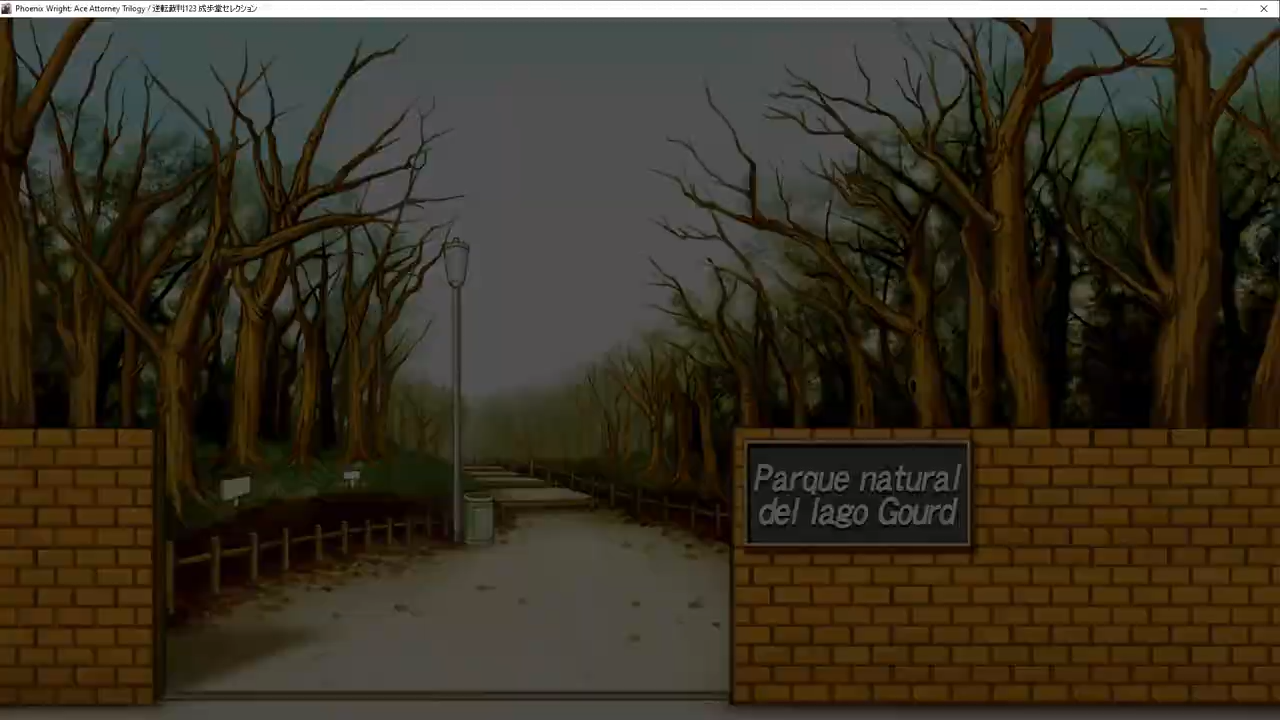 Phoenix Wright: Ace Attorney Trilogy / 逆転裁判123 成歩堂セレクション
Parque natural
del lago Gourd